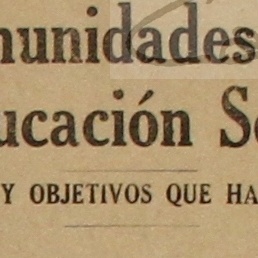 munidades
ucación S
Y OBJETIVOS QUE HA